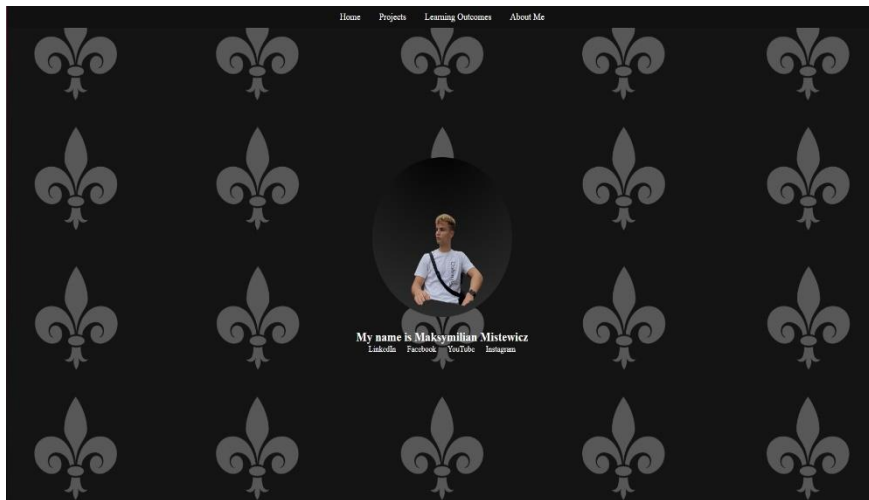 Home Projects Learning Outcomes About Me
My name is Maksymilian Mistewicz
LinkedIn Facebook YouTube Instagram